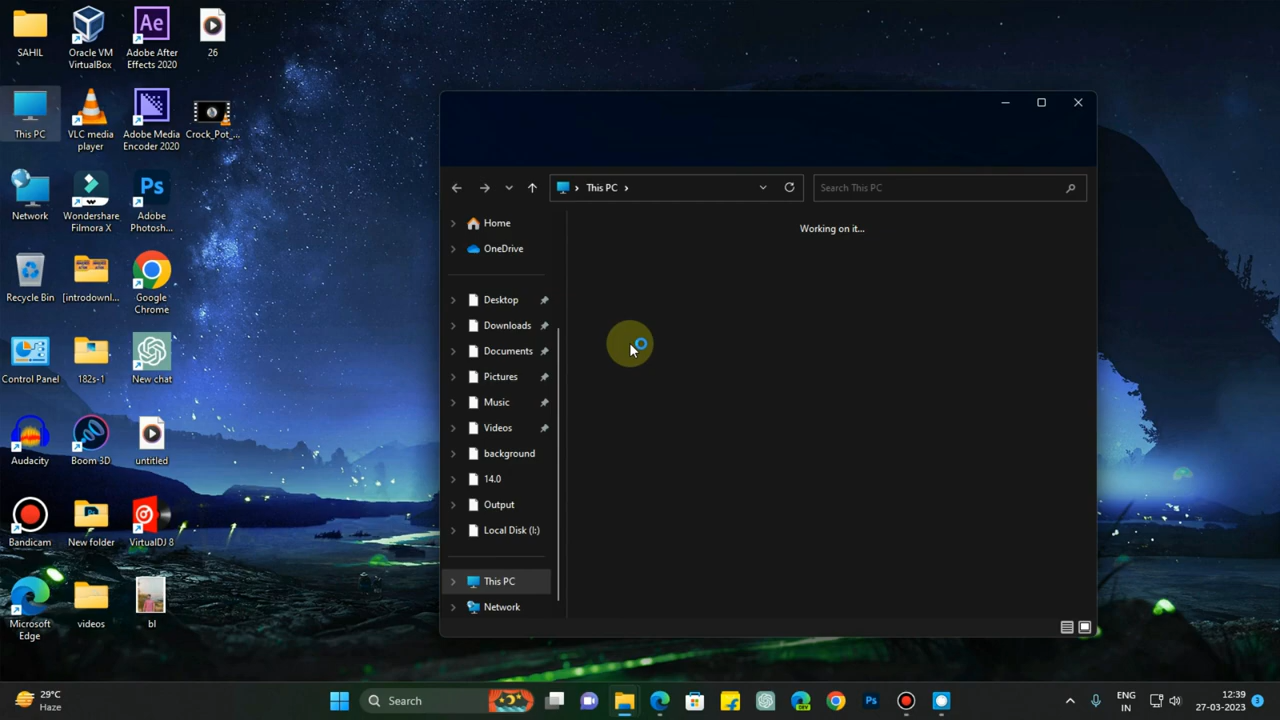 SAHIL
Oracle VM
VirtualBox
Adobe After
Effects 2020
26
This PC
VLC media
player
Adobe Media
Encoder 2020
Crock_Pot_...
Network
Wondershare
Filmora X
Adobe
Photosh...
Recycle Bin
[introdownl...
Google
Chrome
Control Panel
182s-1
New chat
Audacity
Boom 3D
untitled
Bandicam
New folder
VirtualDJ 8
Microsoft
Edge
videos
bl
This PC
Search This PC
Working on it...
Home
OneDrive
Desktop
Downloads
Documents
Pictures
Music
Videos
background
14.0
Output
Local Disk (I:)
This PC
Network
29°C
Haze
Search
ENG
IN
12:39
27-03-2023
3